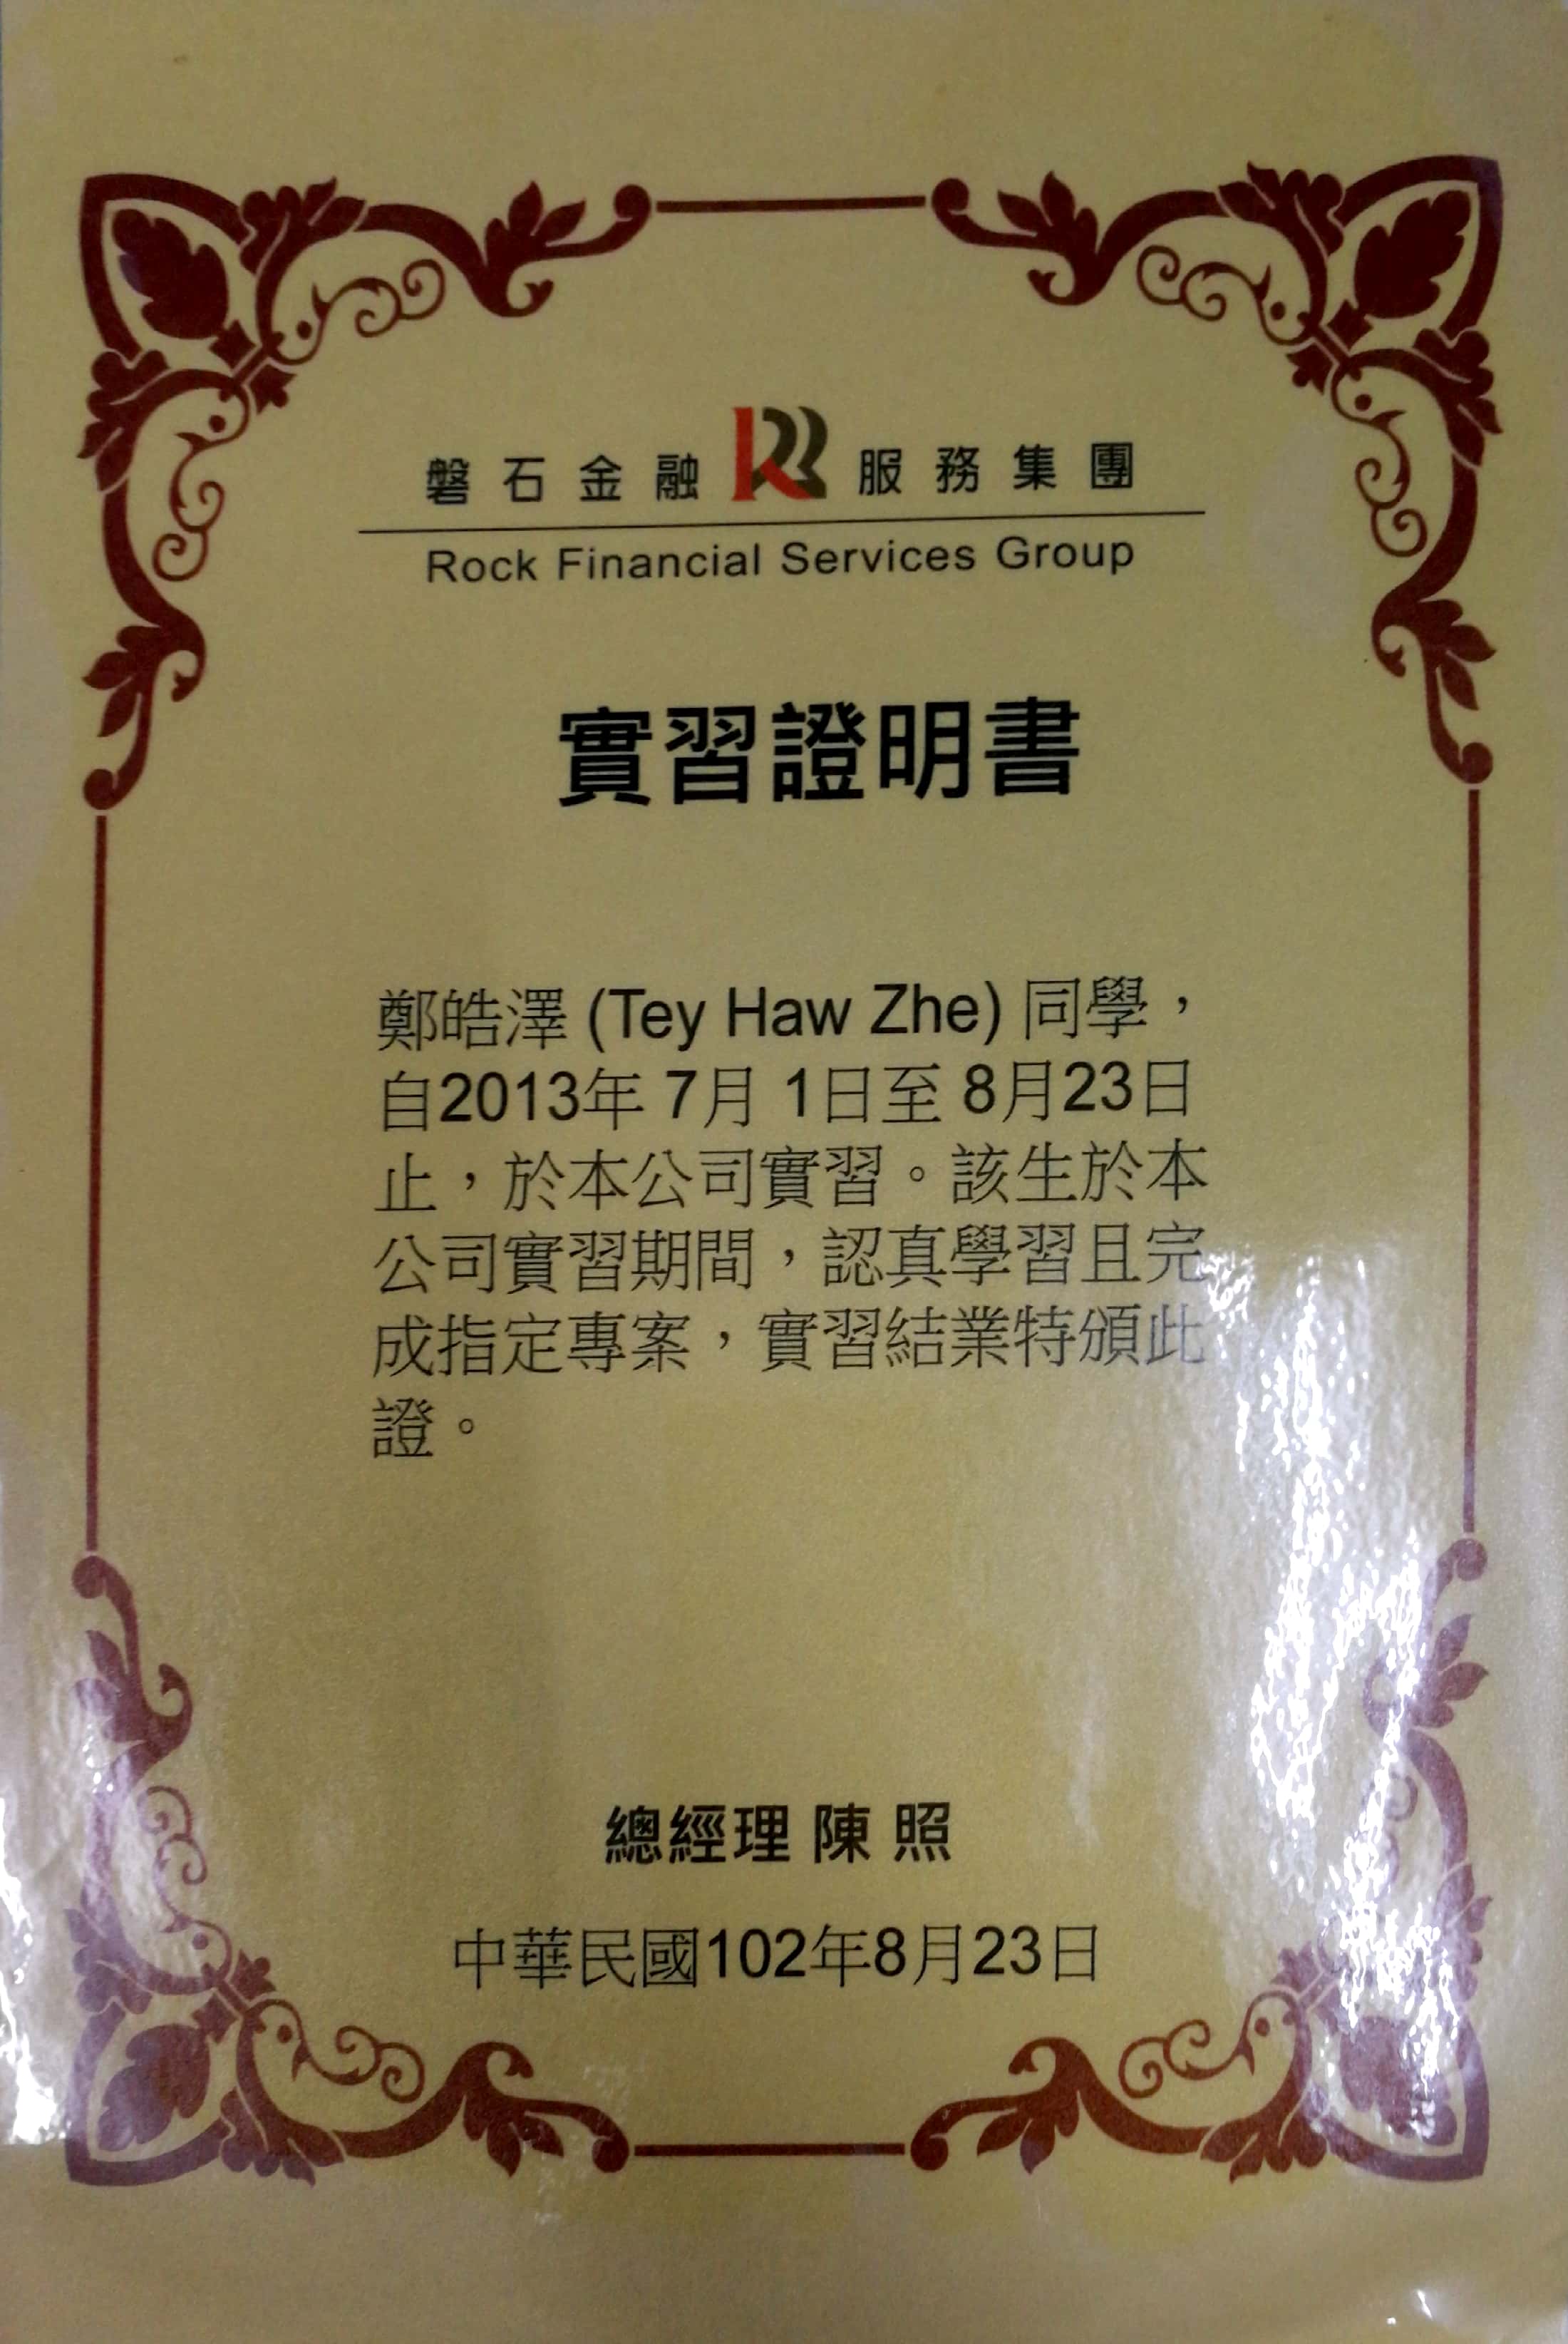 磐石金融 R 服務集團
Rock Financial Services Group
實習證明書
鄭皓澤 (Tey Haw Zhe) 同學，
自2013年 7月 1日至 8月23日
止，於本公司實習。該生於本
公司實習期間，認真學習且完
成指定專案，實習結業特頒此
證。
總經理 陳 照
中華民國102年8月23日